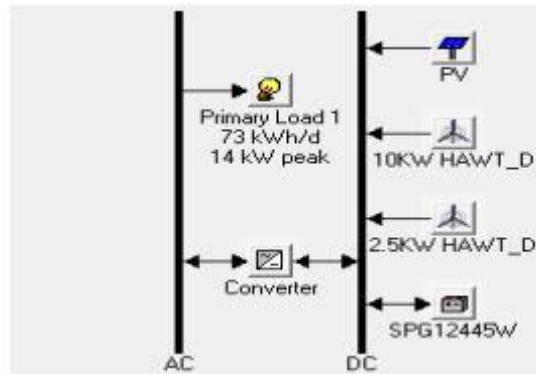 PV
Primary Load 1
73 kWh/d
14 kW peak
10KW HAWT_D
2.5KW HAWT_D
Converter
SPG12445W
AC
DC